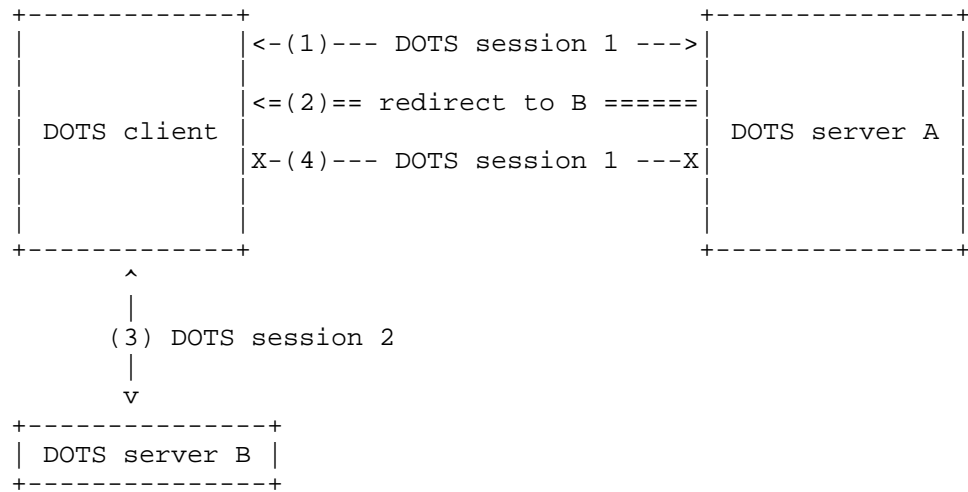 <-(1)--- DOTS session 1 --->
<=(2)== redirect to B ======
DOTS client DOTS server A
X-(4)--- DOTS session 1 ---X
(3) DOTS session 2
DOTS server B